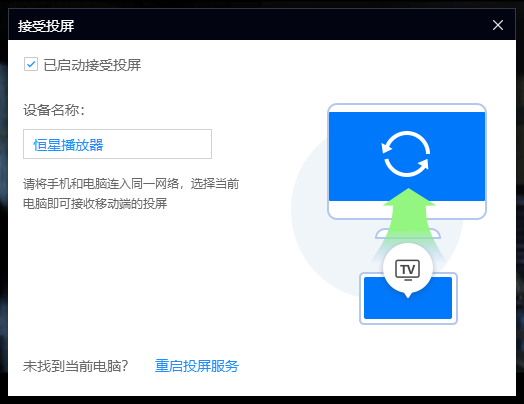 接受投屏
已启动接受投屏
设备名称：
恒星播放器
请将手机和电脑连入同一网络，选择当前
电脑即可接收移动端的投屏
TV
未找到当前电脑？ 重启投屏服务